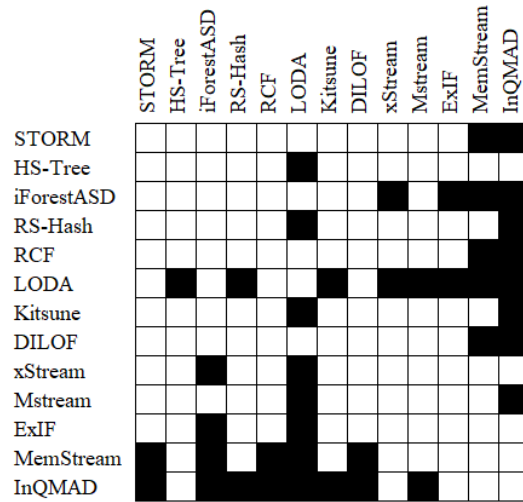 STORM
HS-Tree
iForestASD
RS-Hash
RCF
LODA
Kitsune
DILOF
xStream
Mstream
ExIF
MemStream
InQMAD
STORM
HS-Tree
iForestASD
RS-Hash
RCF
LODA
Kitsune
DILOF
xStream
Mstream
ExIF
MemStream
InQMAD